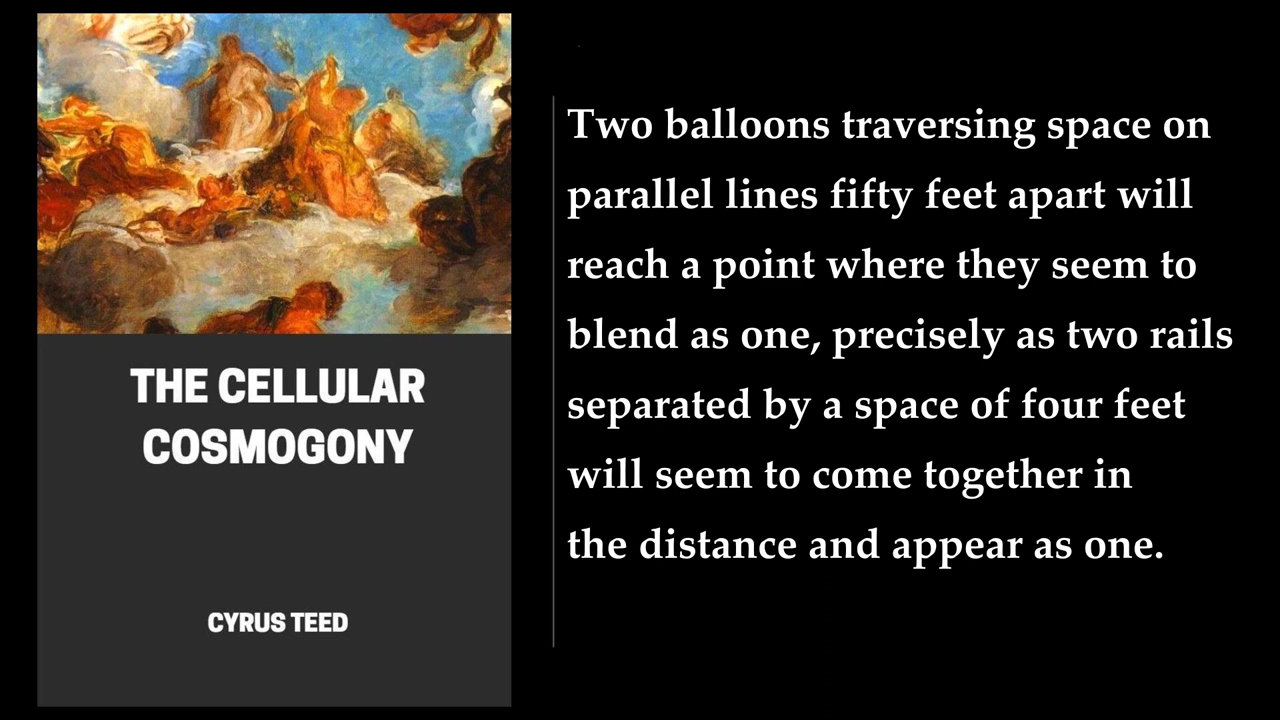 THE CELLULAR
COSMOGONY
CYRUS TEED
Two balloons traversing space on
parallel lines fifty feet apart will
reach a point where they seem to
blend as one, precisely as two rails
separated by a space of four feet
will seem to come together in
the distance and appear as one.